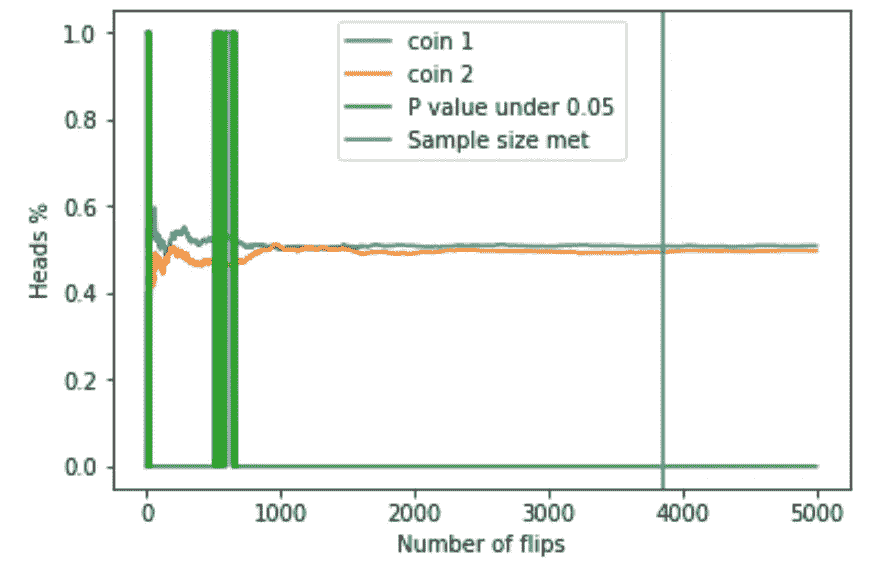 1.0
0.8
0.6
0.4
0.2
0.0
Heads %
coin 1
coin 2
P value under 0.05
Sample size met
0 1000 2000 3000 4000 5000
Number of flips